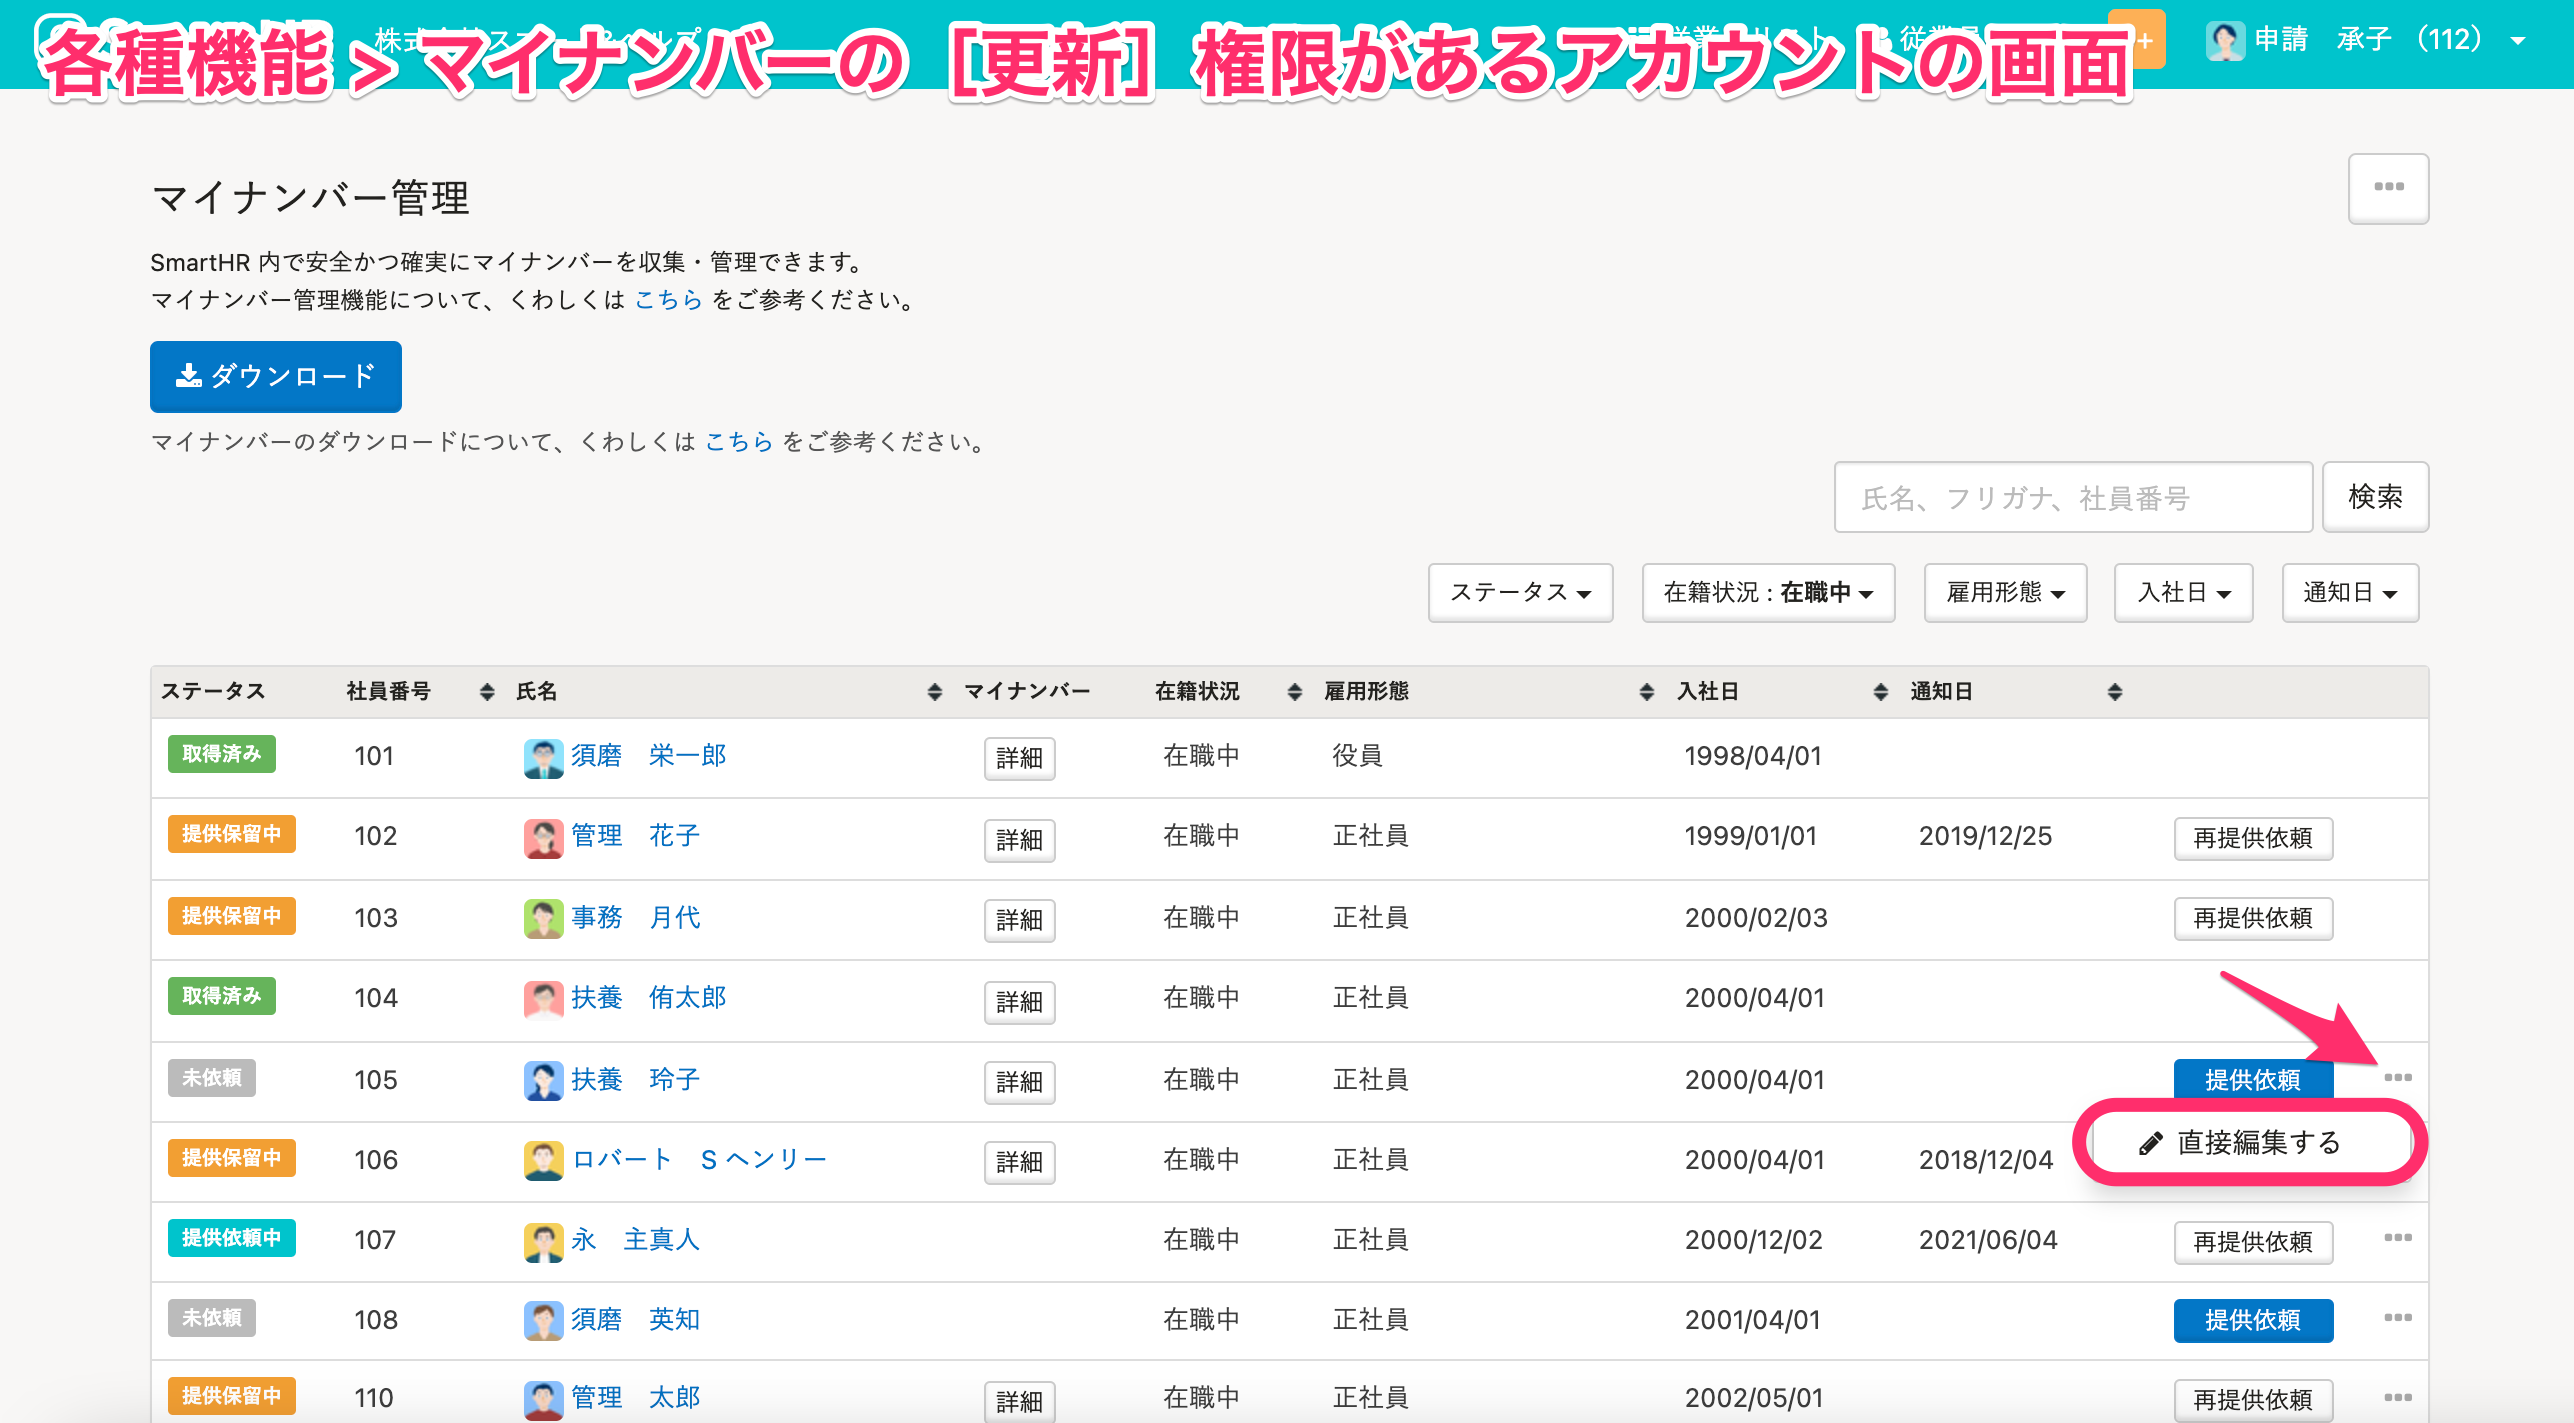 各種機能 > マイナンバーの［更新］権限があるアカウントの画面
申請 承子 （112）
マイナンバー管理
SmartHR 内で安全かつ確実にマイナンバーを収集・管理できます。
マイナンバー管理機能について、くわしくは こちら をご参考ください。
ダウンロード
マイナンバーのダウンロードについて、くわしくは こちら をご参考ください。
氏名、フリガナ、社員番号 検索
ステータス 在籍状況 : 在職中 雇用形態 入社日 通知日
ステータス 社員番号 氏名 マイナンバー 在籍状況 雇用形態 入社日 通知日
取得済み 101 須磨 栄一郎 詳細 在職中 役員 1998/04/01
提供保留中 102 管理 花子 詳細 在職中 正社員 1999/01/01 2019/12/25 再提供依頼
提供保留中 103 事務 月代 詳細 在職中 正社員 2000/02/03 再提供依頼
取得済み 104 扶養 侑太郎 詳細 在職中 正社員 2000/04/01
未依頼 105 扶養 玲子 詳細 在職中 正社員 2000/04/01 提供依頼
直接編集する
提供保留中 106 ロバート S ヘンリー 詳細 在職中 正社員 2000/04/01 2018/12/04
提供依頼中 107 永 主真人 在職中 正社員 2000/12/02 2021/06/04 再提供依頼
未依頼 108 須磨 英知 在職中 正社員 2001/04/01 提供依頼
提供保留中 110 管理 太郎 詳細 在職中 正社員 2002/05/01 再提供依頼